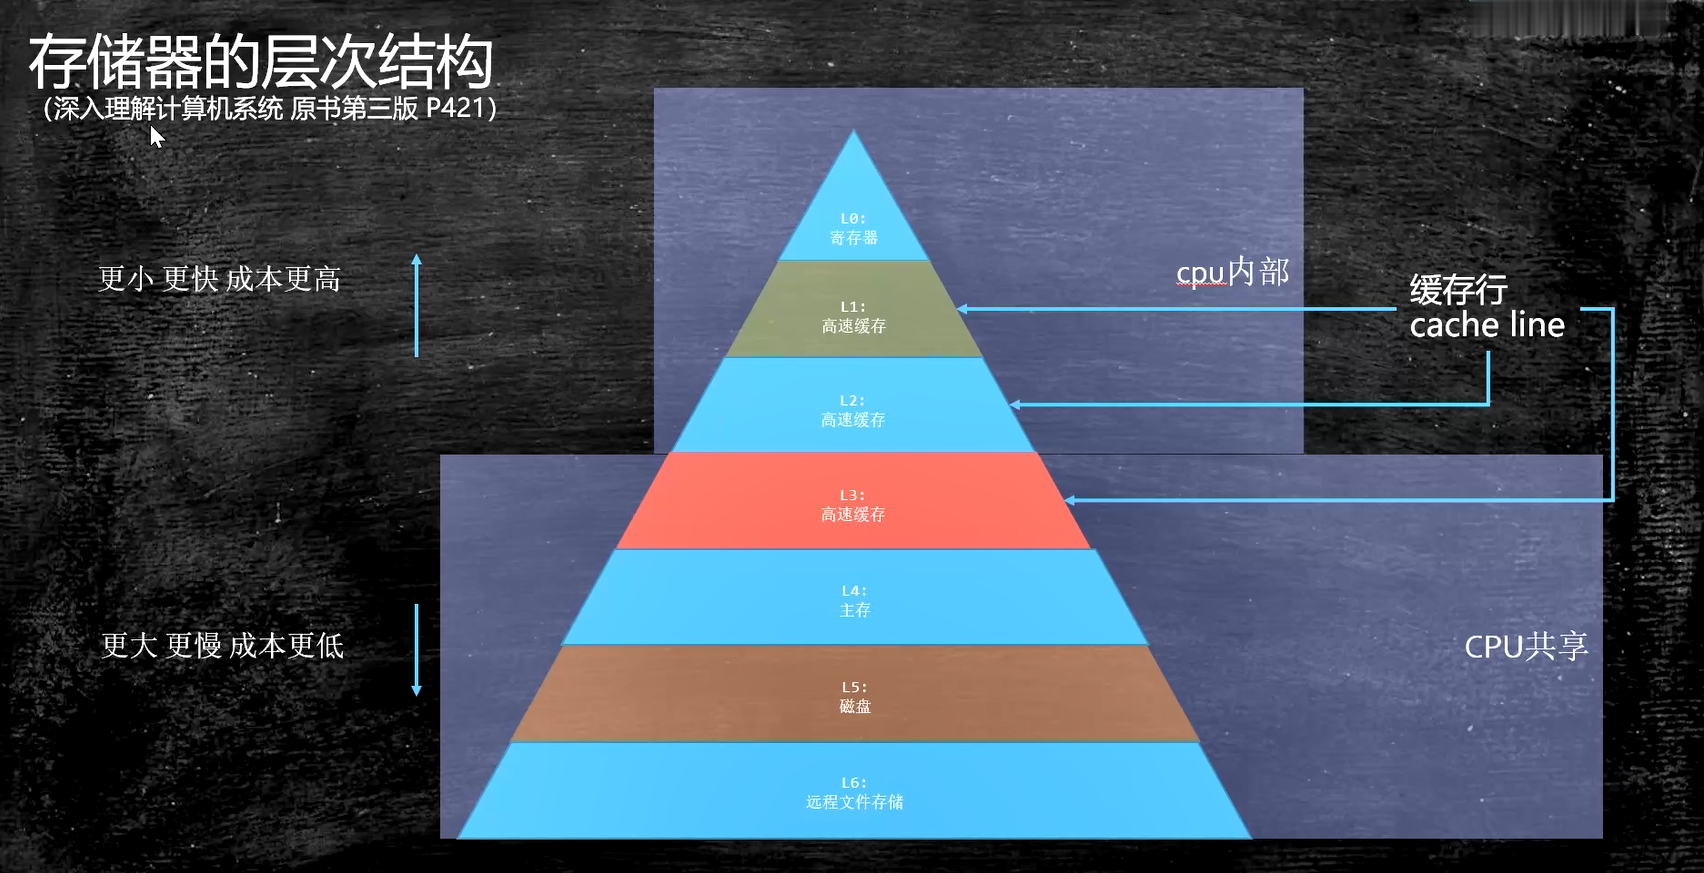 存储器的层次结构
（深入理解计算机系统 原书第三版 P421）
L0:
寄存器
更小 更快 成本更高
cpu内部
缓存行
cache line
L1:
高速缓存
L2:
高速缓存
L3:
高速缓存
L4:
主存
更大 更慢 成本更低
CPU共享
L5:
磁盘
L6:
远程文件存储